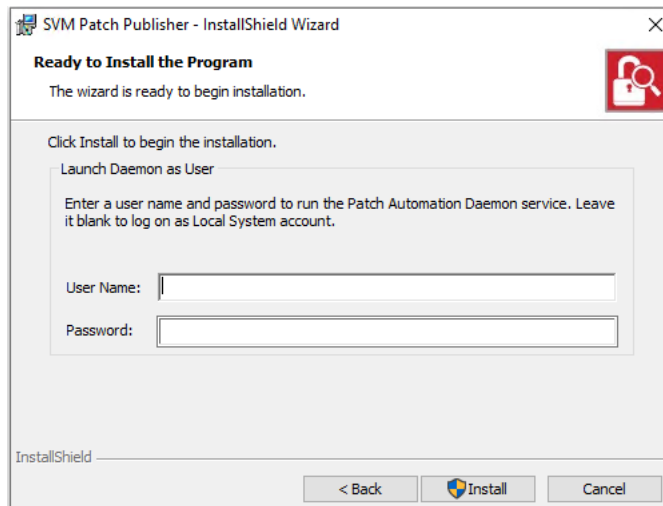 SVM Patch Publisher - InstallShield Wizard
Ready to Install the Program
The wizard is ready to begin installation.
Click Install to begin the installation.
Launch Daemon as User
Enter a user name and password to run the Patch Automation Daemon service. Leave
it blank to log on as Local System account.
User Name:
Password:
InstallShield
< Back
Install
Cancel